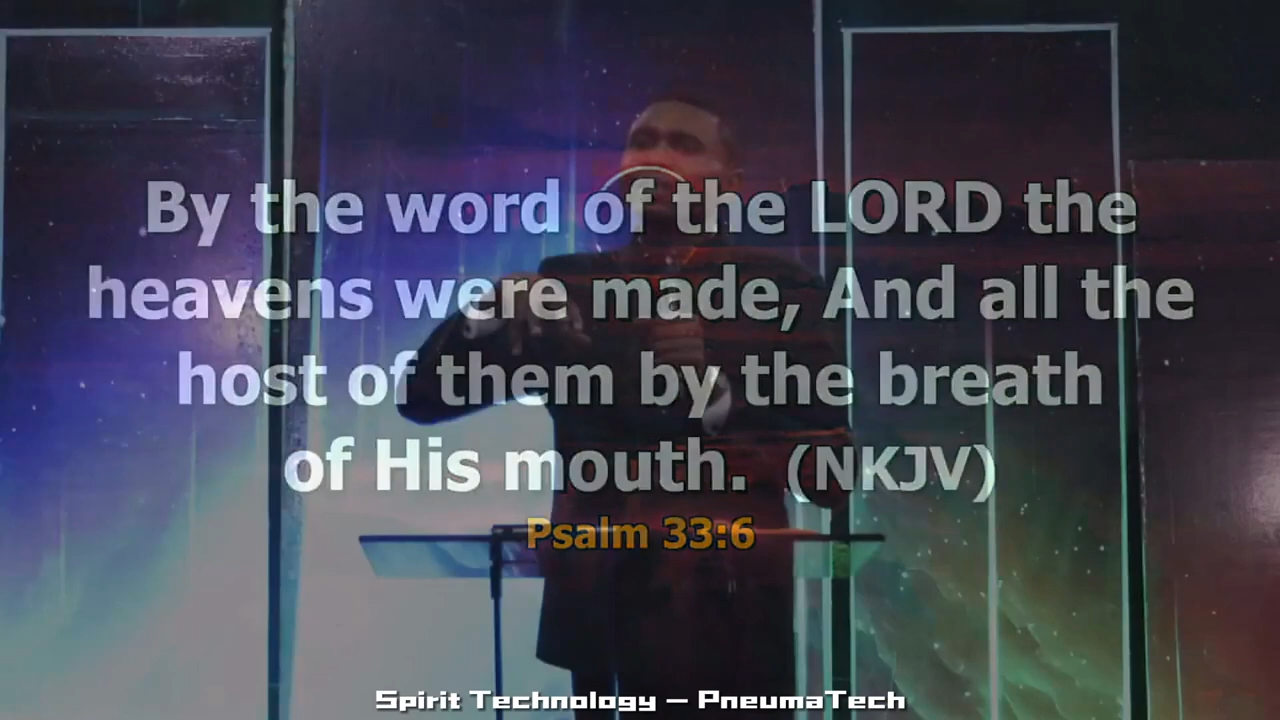 By the word of the LORD the
heavens were made, And all the
host of them by the breath
of His mouth. (NKJV)
Psalm 33:6
Spirit Technology — PneumaTech